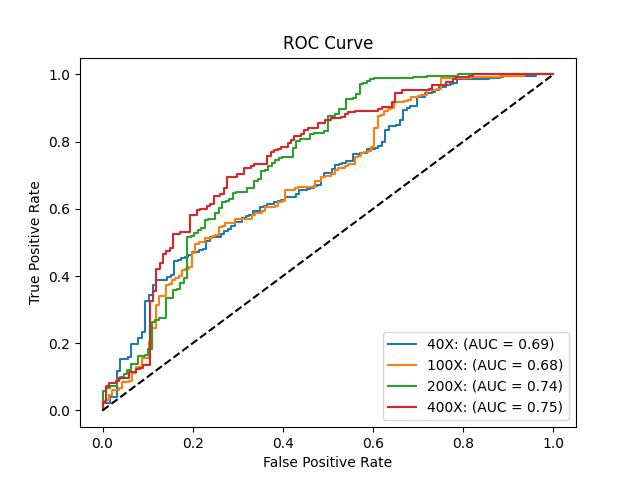 ROC Curve
True Positive Rate
1.0
0.8
0.6
0.4
0.2
0.0
40X: (AUC = 0.69)
100X: (AUC = 0.68)
200X: (AUC = 0.74)
400X: (AUC = 0.75)
0.0 0.2 0.4 0.6 0.8 1.0
False Positive Rate